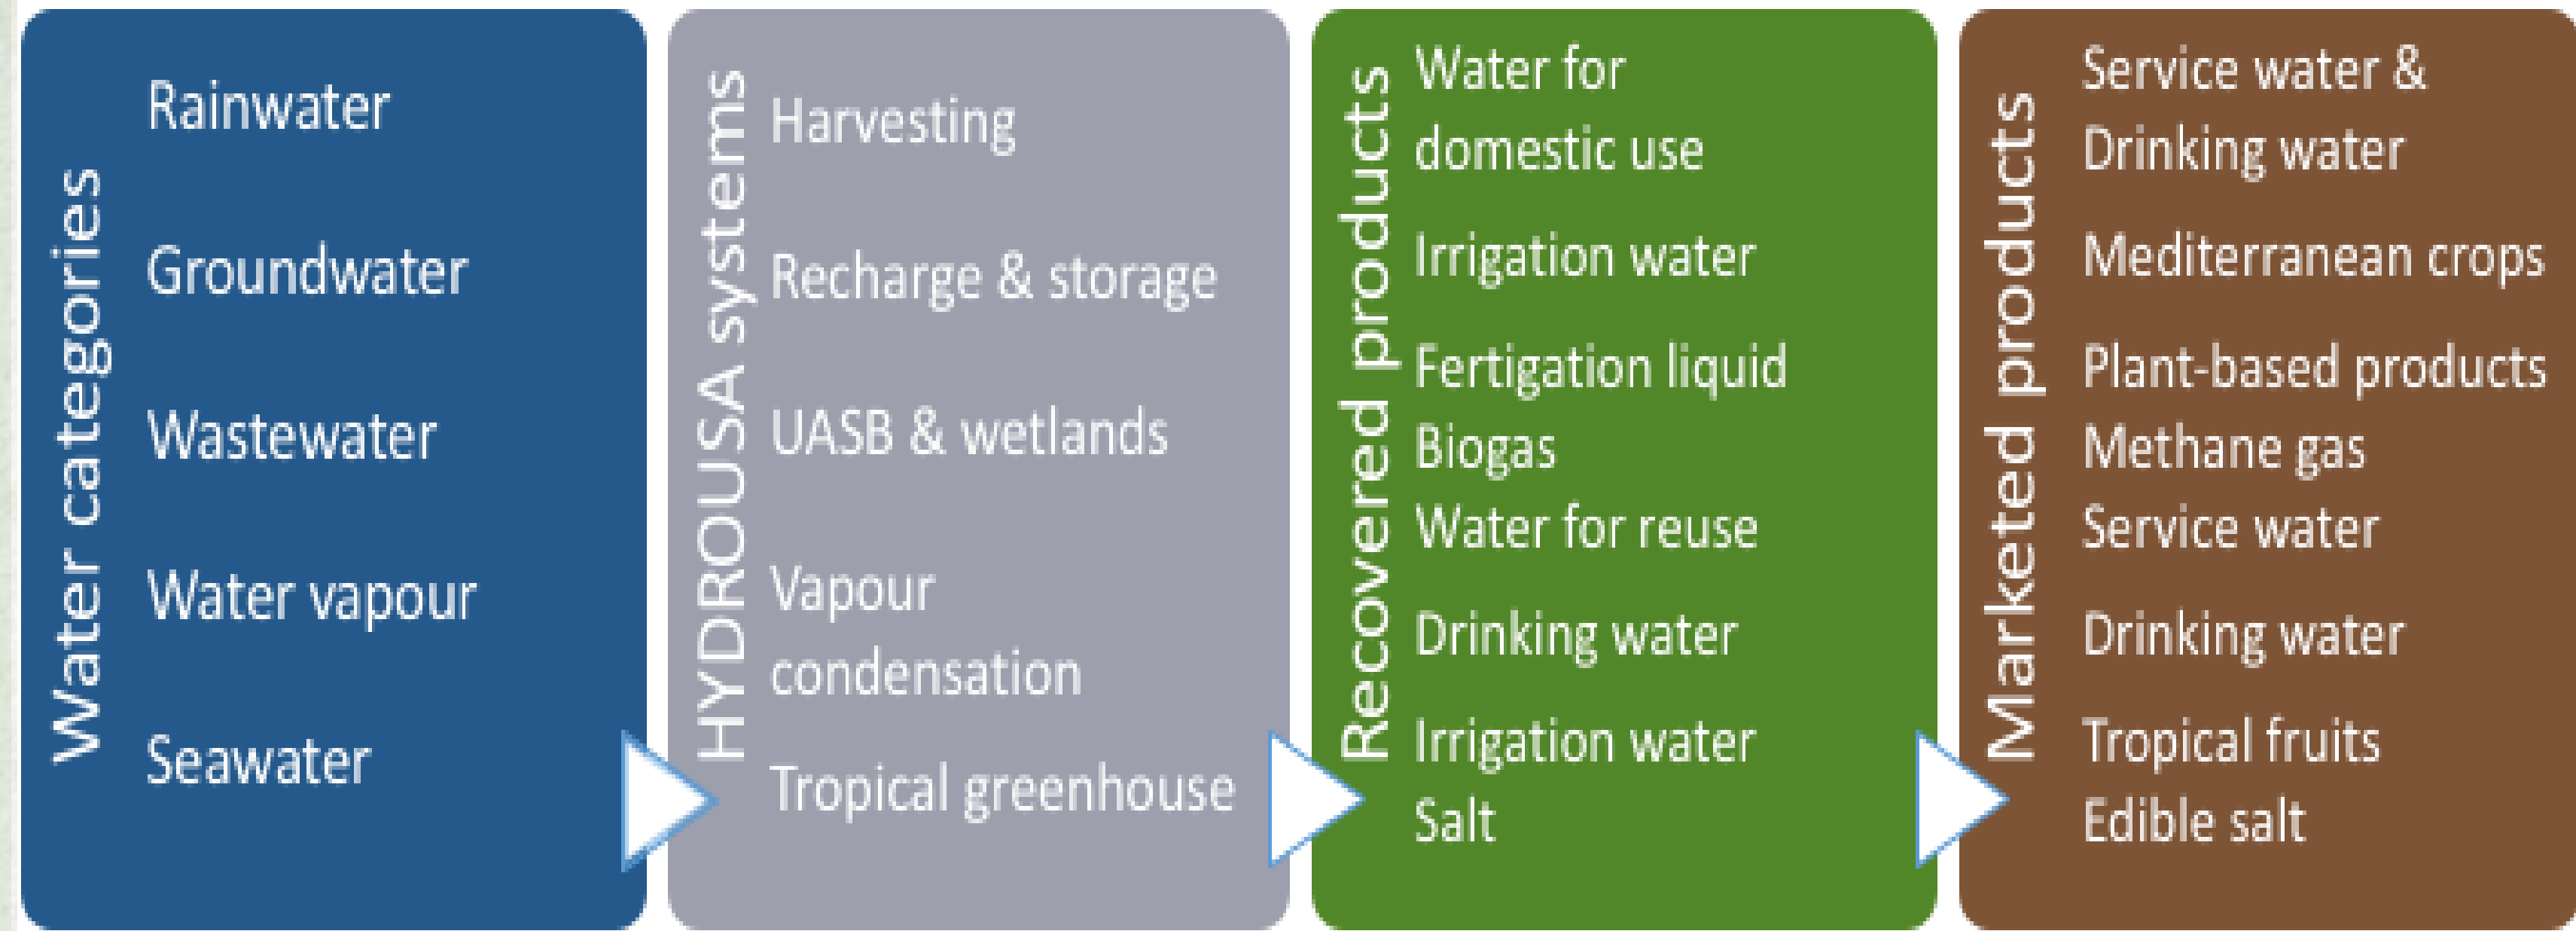 Water categories
Rainwater
Groundwater
Wastewater
Water vapour
Seawater
HYDROUSA systems
Harvesting
Recharge & storage
UASB & wetlands
Vapour
condensation
Tropical greenhouse
Recovered products
Water for
domestic use
Irrigation water
Fertigation liquid
Biogas
Water for reuse
Drinking water
Irrigation water
Salt
Marketed products
Service water &
Drinking water
Mediterranean crops
Plant-based products
Methane gas
Service water
Drinking water
Tropical fruits
Edible salt